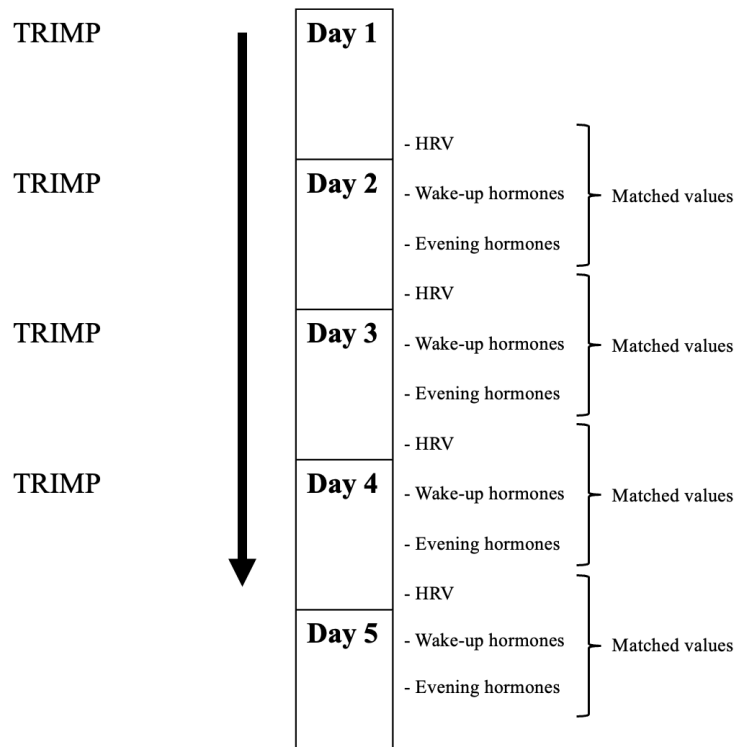 TRIMP
Day 1
- HRV
TRIMP
Day 2
- Wake-up hormones
Matched values
- Evening hormones
- HRV
TRIMP
Day 3
- Wake-up hormones
Matched values
- Evening hormones
- HRV
TRIMP
Day 4
- Wake-up hormones
Matched values
- Evening hormones
- HRV
Day 5
- Wake-up hormones
Matched values
- Evening hormones